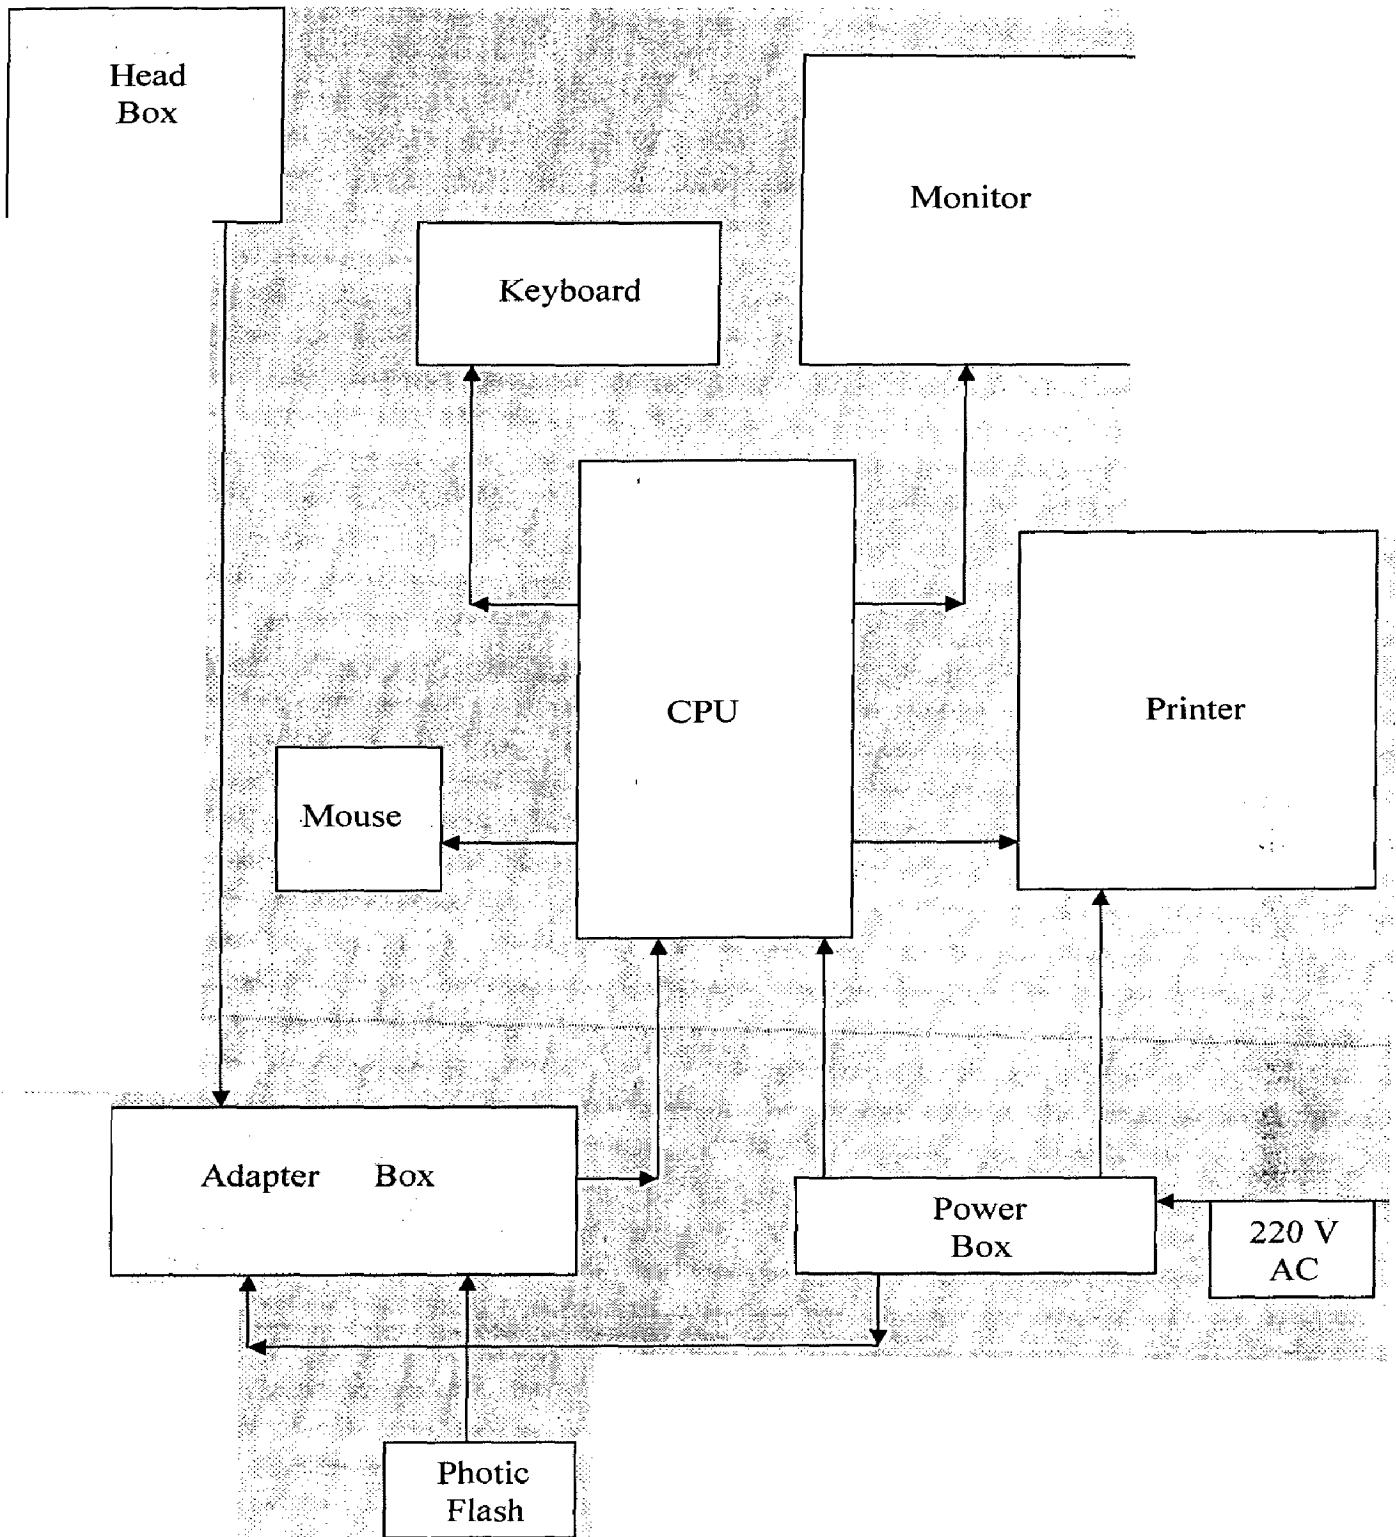 Head
Box
Monitor
Keyboard
CPU
Printer
Mouse
Adapter Box
Power
Box
220 V
AC
Photic
Flash